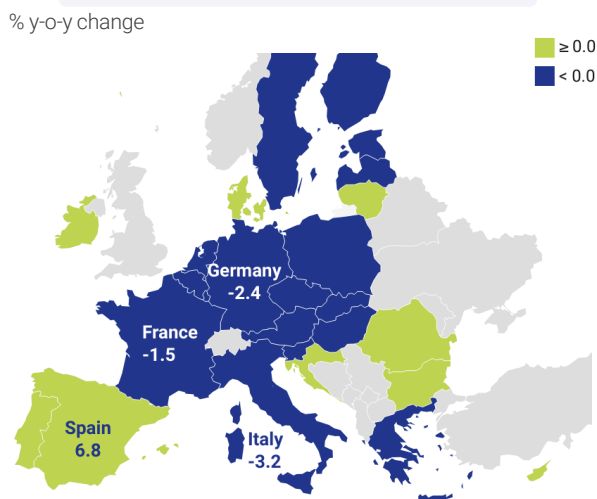 % y-o-y change
≥ 0.0
< 0.0
Germany
-2.4
France
-1.5
Spain
6.8
Italy
-3.2